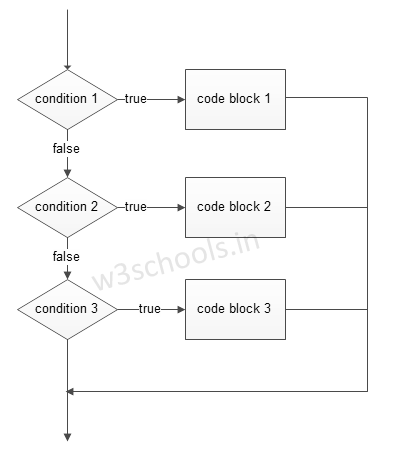 condition 1
true
code block 1
false
condition 2
true
code block 2
false
w3schools.in
condition 3
true
code block 3